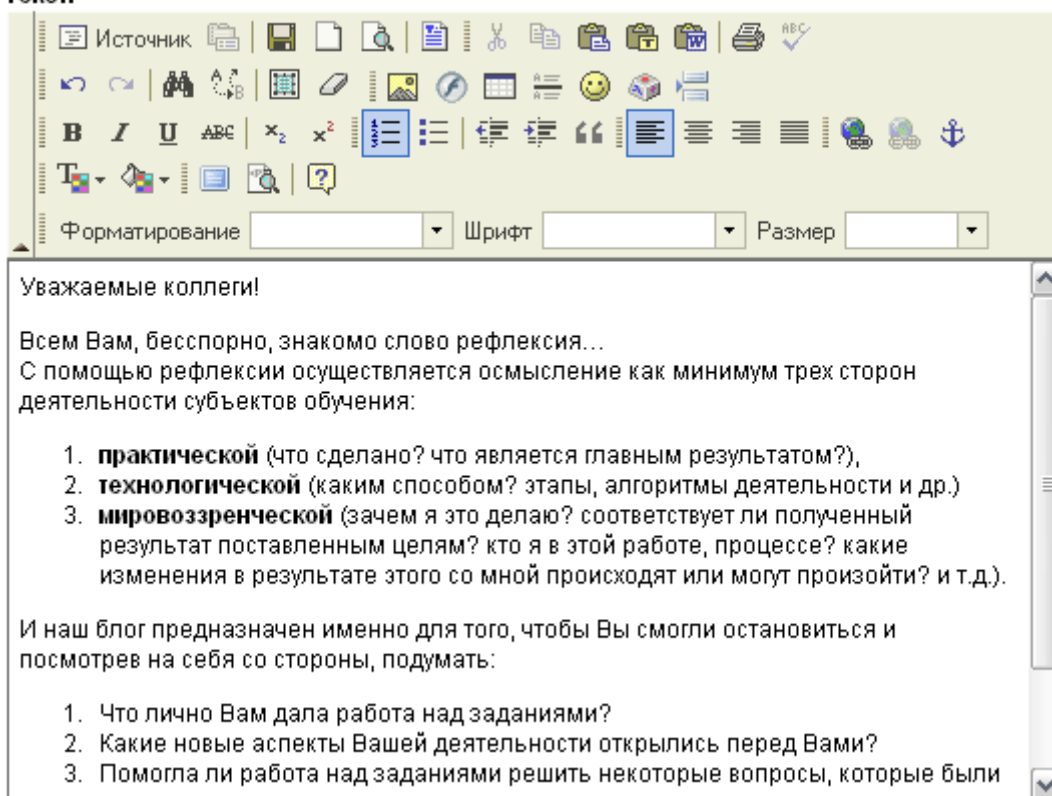 Текст
Источник
ABC
B I U ABC x₂ x²
Форматирование Шрифт Размер
Уважаемые коллеги!
Всем Вам, бесспорно, знакомо слово рефлексия...
С помощью рефлексии осуществляется осмысление как минимум трех сторон
деятельности субъектов обучения:
1. практической (что сделано? что является главным результатом?),
2. технологической (каким способом? этапы, алгоритмы деятельности и др.)
3. мировоззренческой (зачем я это делаю? соответствует ли полученный
результат поставленным целям? кто я в этой работе, процессе? какие
изменения в результате этого со мной происходят или могут произойти? и т.д.).
И наш блог предназначен именно для того, чтобы Вы смогли остановиться и
посмотрев на себя со стороны, подумать:
1. Что лично Вам дала работа над заданиями?
2. Какие новые аспекты Вашей деятельности открылись перед Вами?
3. Помогла ли работа над заданиями решить некоторые вопросы, которые были